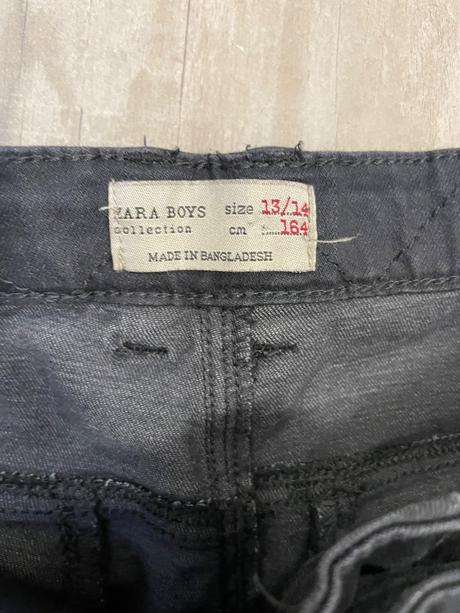 ZARA BOYS size 13/14
collection cm 164
MADE IN BANGLADESH